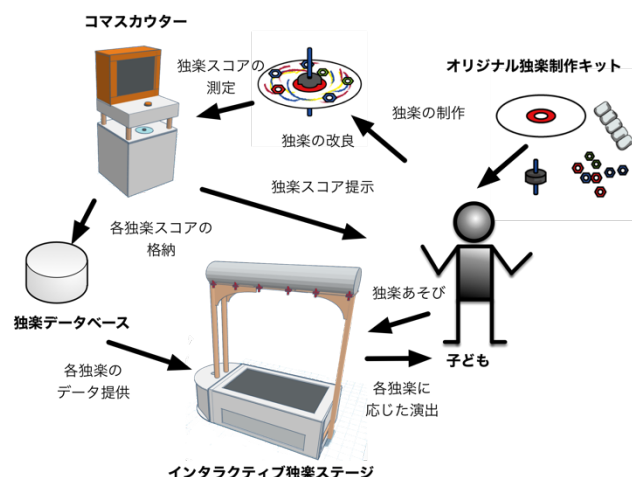 コマスカウター
独楽スコアの
測定
オリジナル独楽制作キット
独楽の制作
独楽の改良
独楽スコア提示
各独楽スコアの
格納
独楽あそび
独楽データベース
子ども
各独楽の
データ提供
各独楽に
応じた演出
インタラクティブ独楽ステージ